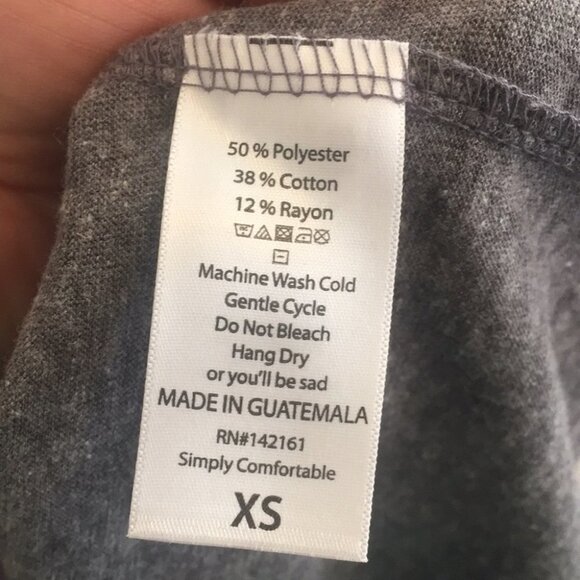 50 % Polyester
38 % Cotton
12 % Rayon
Machine Wash Cold
Gentle Cycle
Do Not Bleach
Hang Dry
or you'll be sad
MADE IN GUATEMALA
RN#142161
Simply Comfortable
XS